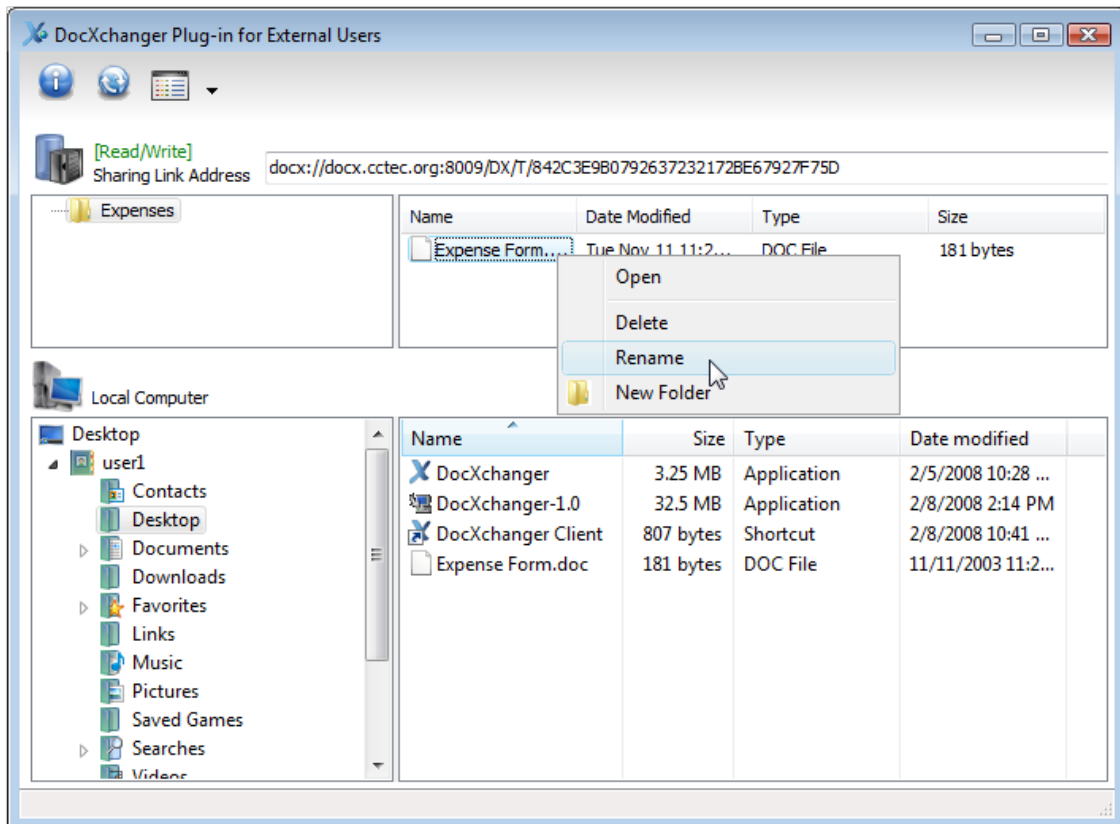 DocXchanger Plug-in for External Users
[Read/Write]
Sharing Link Address docx://docx.cctec.org:8009/DX/T/842C3E9B0792637232172BE67927F75D
Expenses
Name Date Modified Type Size
Expense Form.... Tue Nov 11 11:2... DOC File 181 bytes
Open
Delete
Rename
New Folder
Local Computer
Desktop
user1
Contacts
Desktop
Documents
Downloads
Favorites
Links
Music
Pictures
Saved Games
Searches
Videos
Name Size Type Date modified
DocXchanger 3.25 MB Application 2/5/2008 10:28 ...
DocXchanger-1.0 32.5 MB Application 2/8/2008 2:14 PM
DocXchanger Client 807 bytes Shortcut 2/8/2008 10:41 ...
Expense Form.doc 181 bytes DOC File 11/11/2003 11:2...